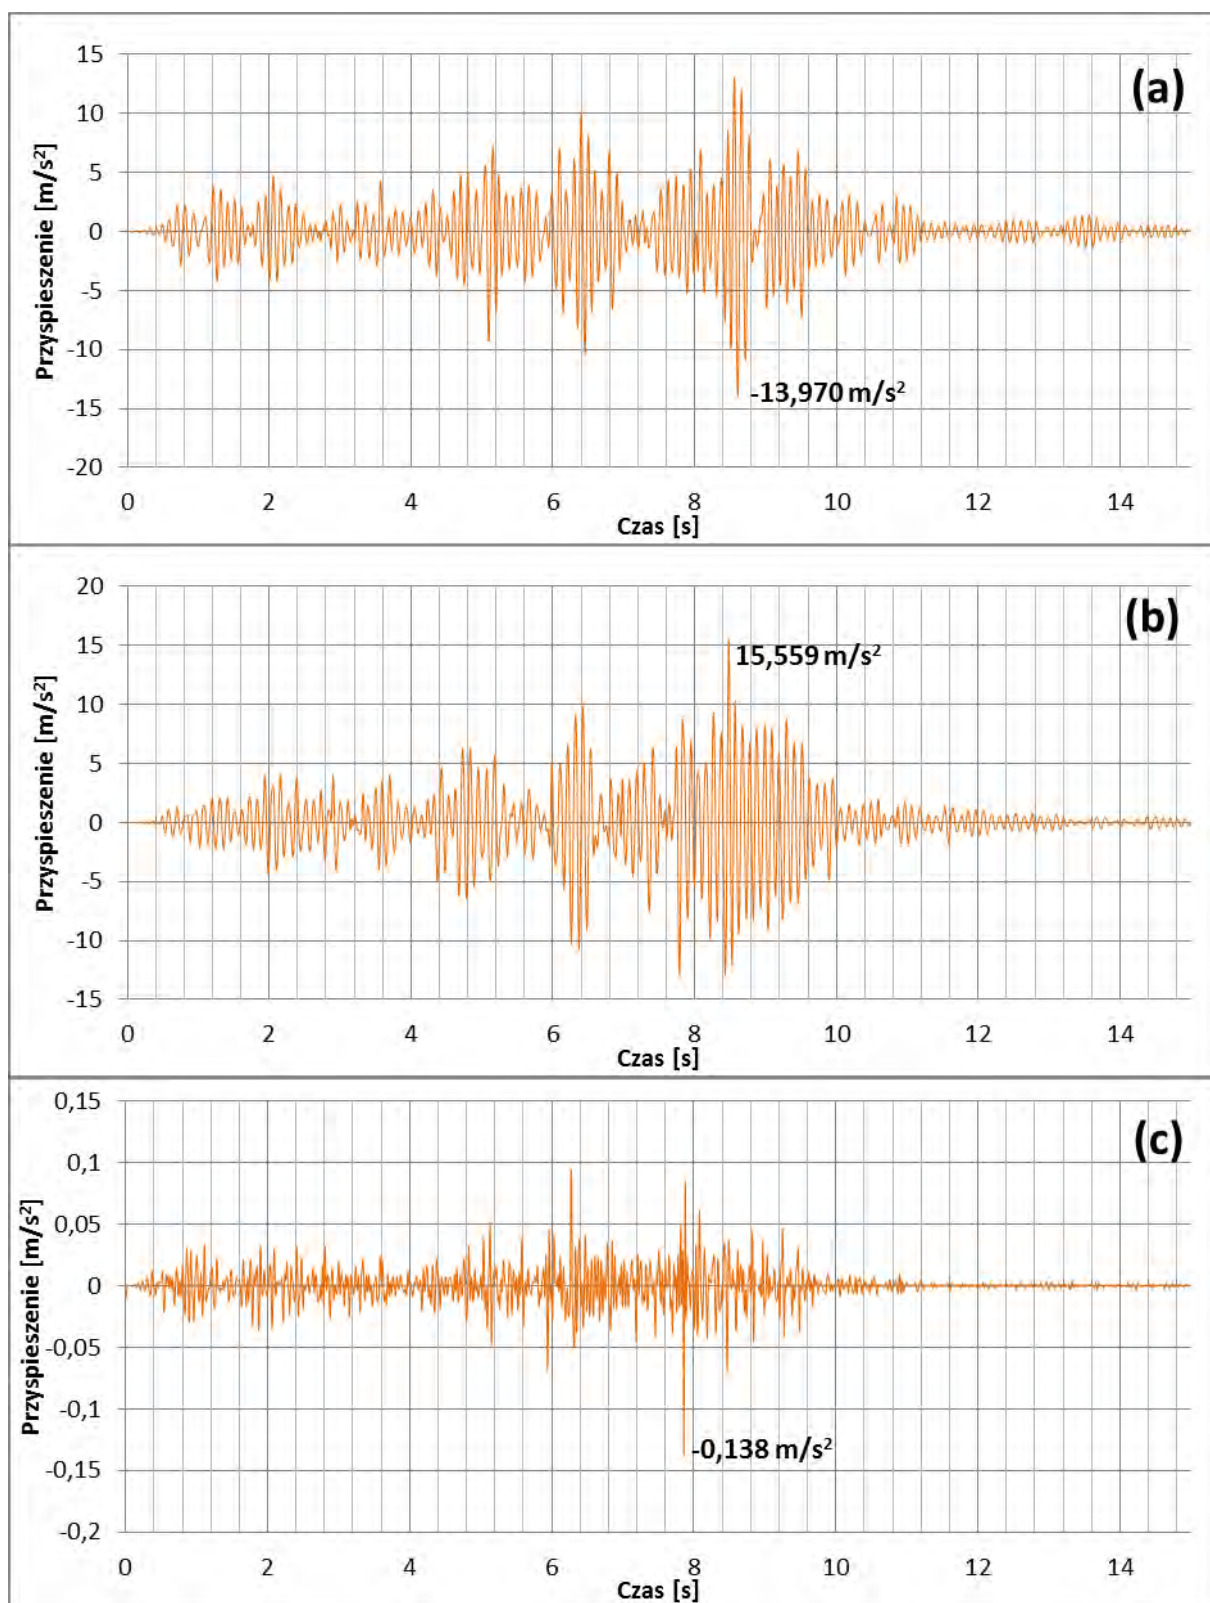 (a)
15
10
5
0
-5
-10
-15
-20
Przyspieszenie [m/s²]
-13,970 m/s²
0 2 4 6 8 10 12 14
Czas [s]
(b)
20
15
10
5
0
-5
-10
-15
Przyspieszenie [m/s²]
15,559 m/s²
0 2 4 6 8 10 12 14
Czas [s]
(c)
0,15
0,1
0,05
0
-0,05
-0,1
-0,15
-0,2
Przyspieszenie [m/s²]
-0,138 m/s²
0 2 4 6 8 10 12 14
Czas [s]